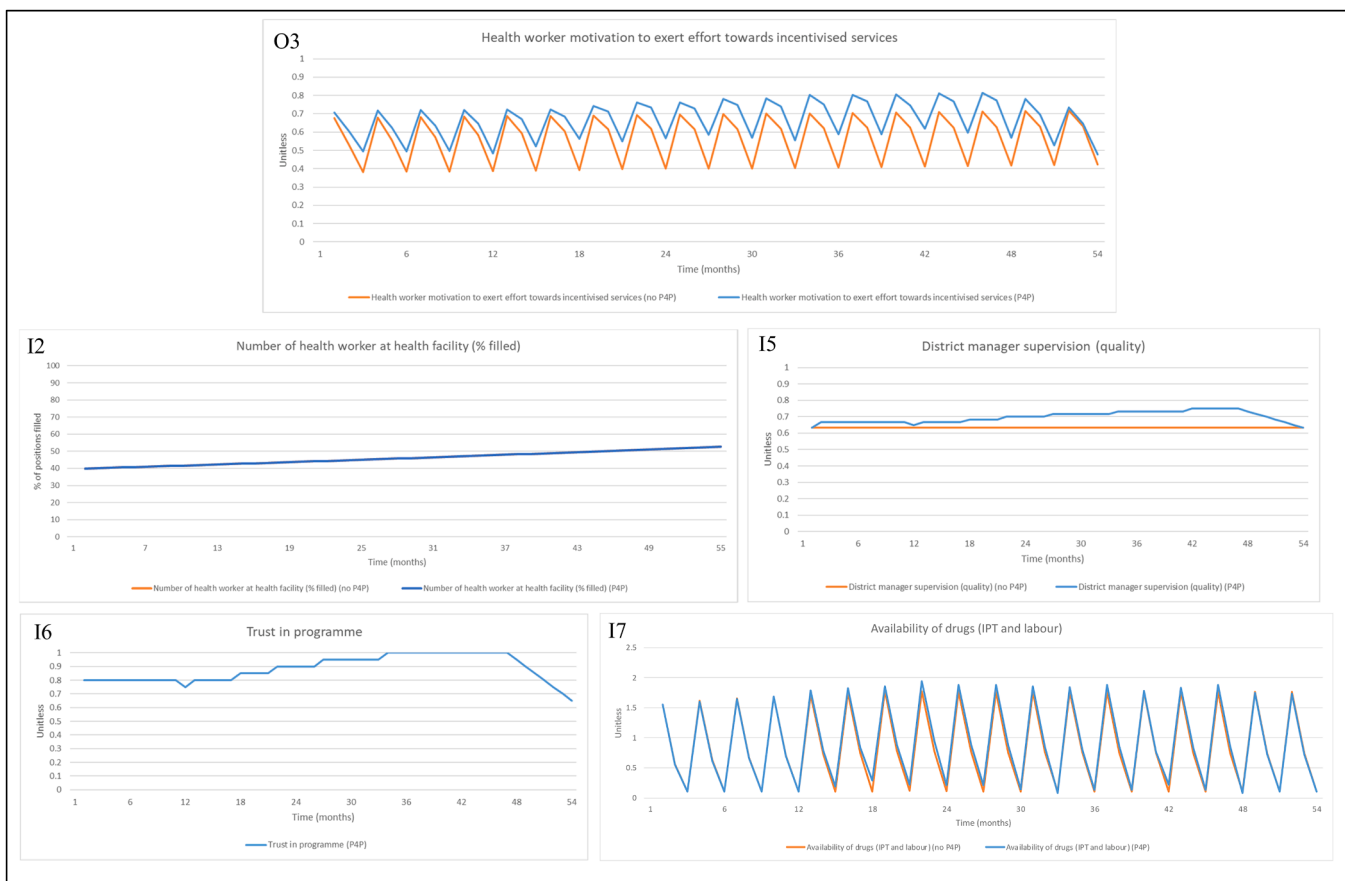 O3
Health worker motivation to exert effort towards incentivised services
1
0.9
0.8
0.7
0.6
0.5
0.4
0.3
0.2
0.1
0
Unitless
1 6 12 18 24 30 36 42 48 54
Time (months)
Health worker motivation to exert effort towards incentivised services (no P4P) Health worker motivation to exert effort towards incentivised services (P4P)
I2
Number of health worker at health facility (% filled)
100
90
80
70
60
50
40
30
20
10
0
% of positions filled
1 7 13 19 25 31 37 43 49 55
Time (months)
Number of health worker at health facility (% filled) (no P4P) Number of health worker at health facility (% filled) (P4P)
I5
District manager supervision (quality)
1
0.9
0.8
0.7
0.6
0.5
0.4
0.3
0.2
0.1
0
Unitless
1 6 12 18 24 30 36 42 48 54
Time (months)
District manager supervision (quality) (no P4P) District manager supervision (quality) (P4P)
I6
Trust in programme
1
0.9
0.8
0.7
0.6
0.5
0.4
0.3
0.2
0.1
0
Unitless
1 6 12 18 24 30 36 42 48 54
Time (months)
Trust in programme (P4P)
I7
Availability of drugs (IPT and labour)
2.5
2
1.5
1
0.5
0
Unitless
1 6 12 18 24 30 36 42 48 54
Time (months)
Availability of drugs (IPT and labour) (no P4P) Availability of drugs (IPT and labour) (P4P)